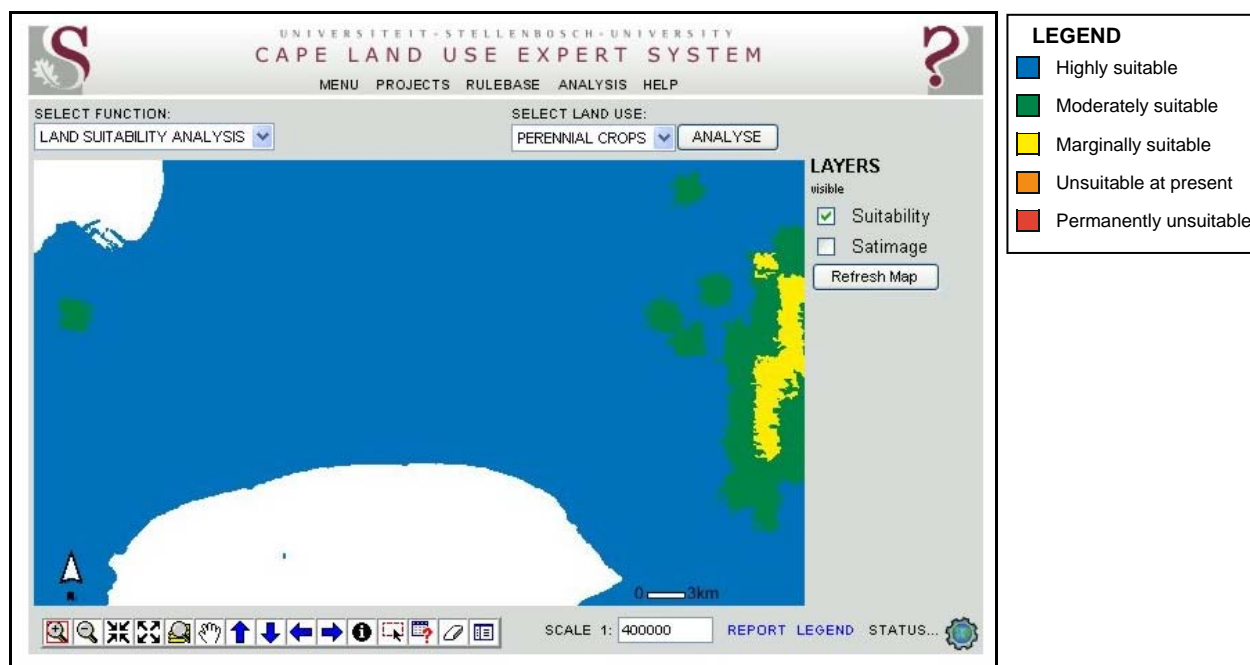 UNIVERSITEIT-STELLENBOSCH-UNIVERSITY
CAPE LAND USE EXPERT SYSTEM
MENU PROJECTS RULEBASE ANALYSIS HELP
SELECT FUNCTION:
LAND SUITABILITY ANALYSIS
SELECT LAND USE:
PERENNIAL CROPS ANALYSE
LAYERS
visible
Suitability
Satimage
Refresh Map
0 3km
SCALE 1: 400000 REPORT LEGEND STATUS...
LEGEND
Highly suitable
Moderately suitable
Marginally suitable
Unsuitable at present
Permanently unsuitable